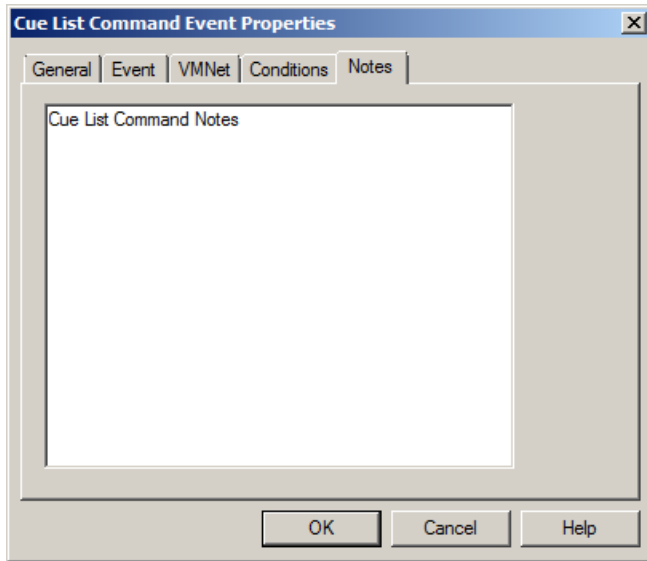 Cue List Command Event Properties
General Event VMNet Conditions Notes
Cue List Command Notes
OK Cancel Help